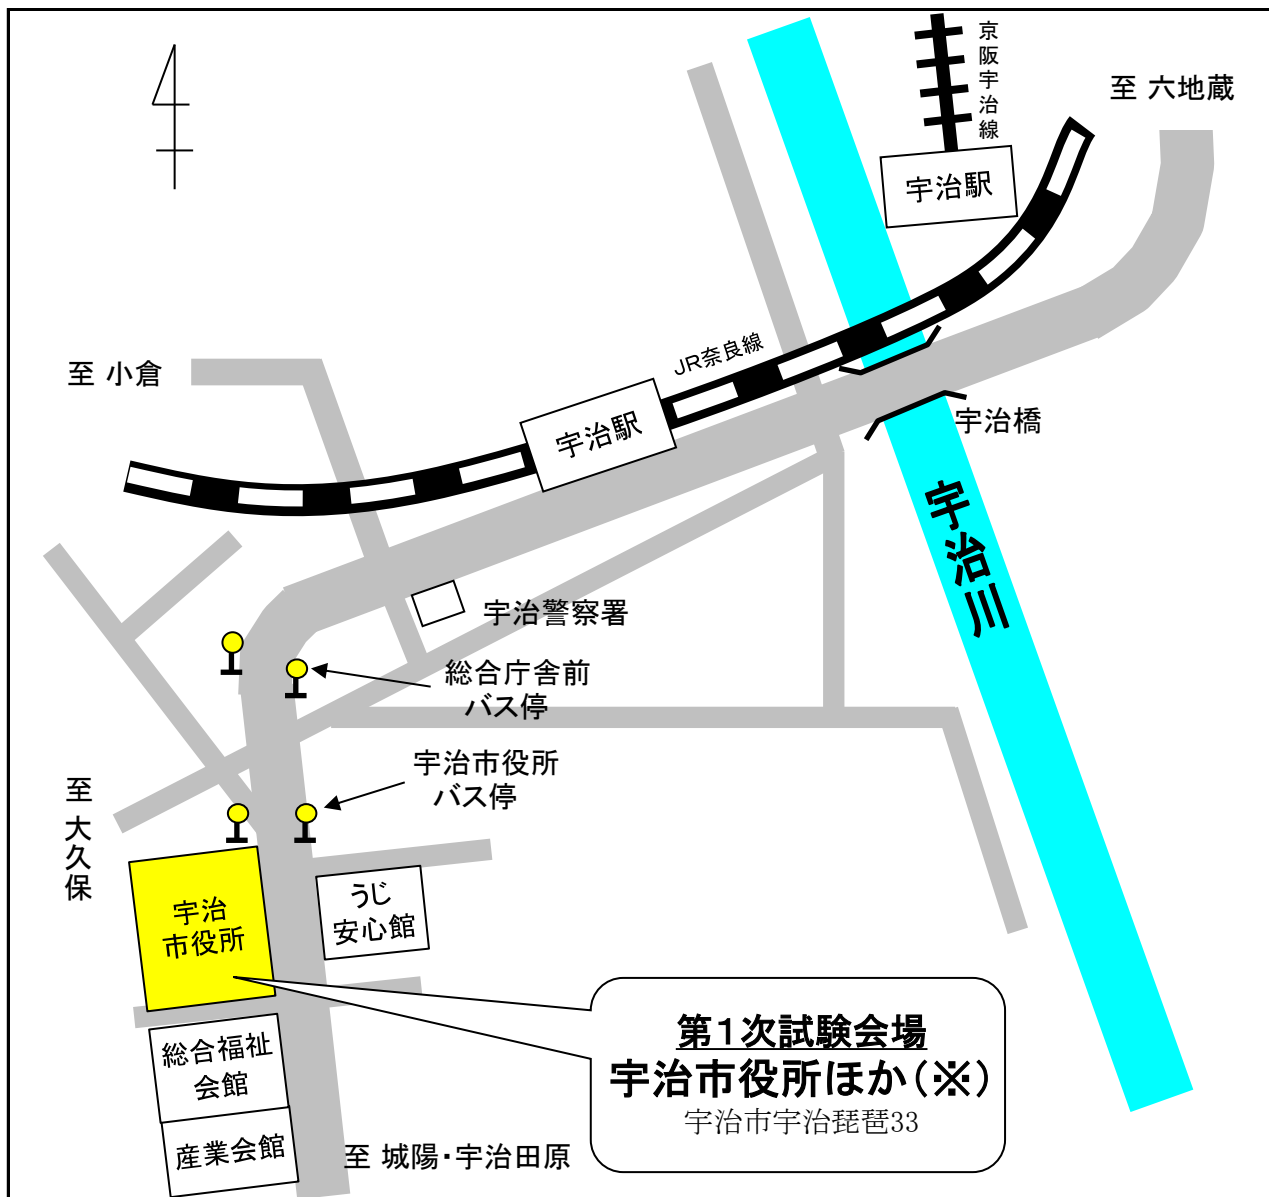 京阪宇治線
至 六地蔵
宇治駅
JR奈良線
至 小倉
宇治駅
宇治橋
宇治川
宇治警察署
総合庁舎前
バス停
宇治市役所
バス停
至 大久保
うじ
安心館
宇治
市役所
第1次試験会場
宇治市役所ほか(※)
宇治市宇治琵琶33
総合福祉
会館
産業会館
至 城陽・宇治田原